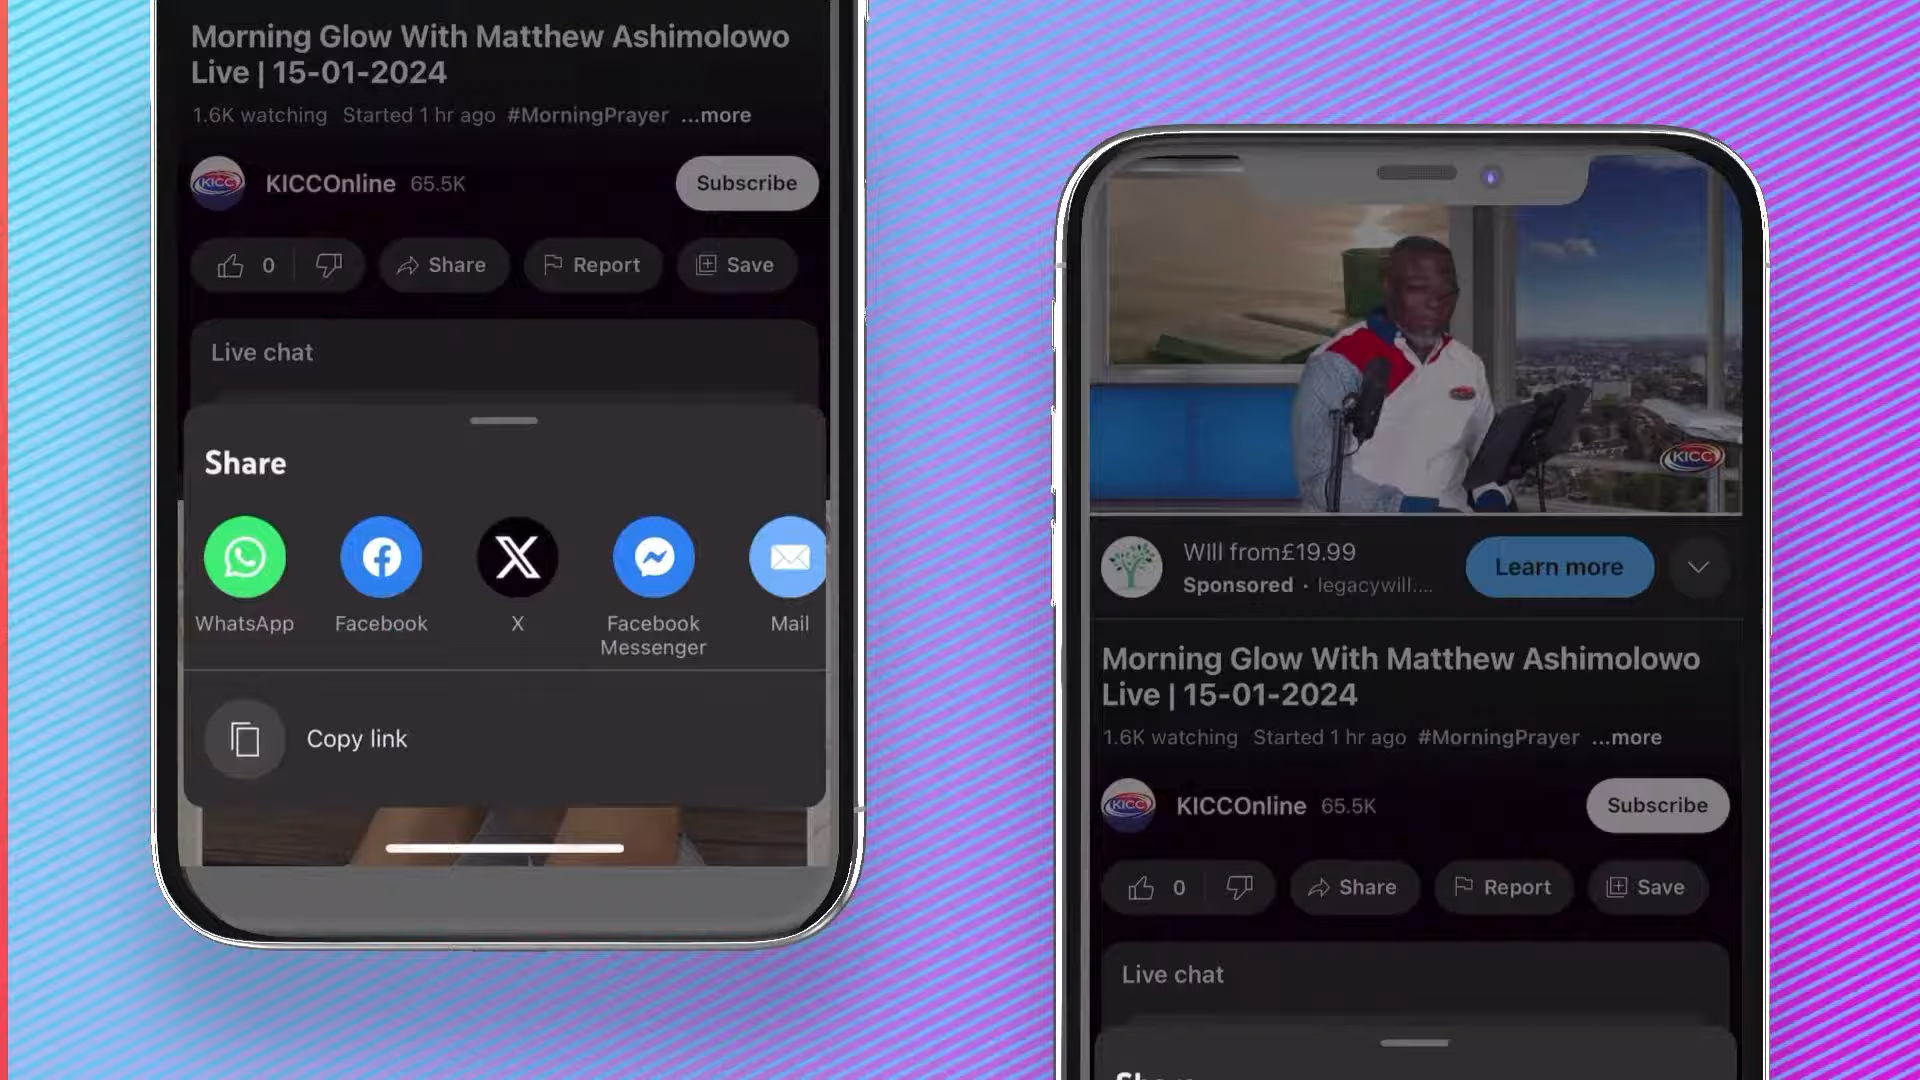 Morning Glow With Matthew Ashimolowo
Live | 15-01-2024
1.6K watching Started 1 hr ago #MorningPrayer ...more
KICC
KICCOnline 65.5K
Subscribe
0
Share
Report
Save
Live chat
Share
WhatsApp
Facebook
X
Facebook
Messenger
Mail
Copy link
KICC
Will from£19.99
Sponsored · legacywill....
Learn more
Morning Glow With Matthew Ashimolowo
Live | 15-01-2024
1.6K watching Started 1 hr ago #MorningPrayer ...more
KICC
KICCOnline 65.5K
Subscribe
0
Share
Report
Save
Live chat